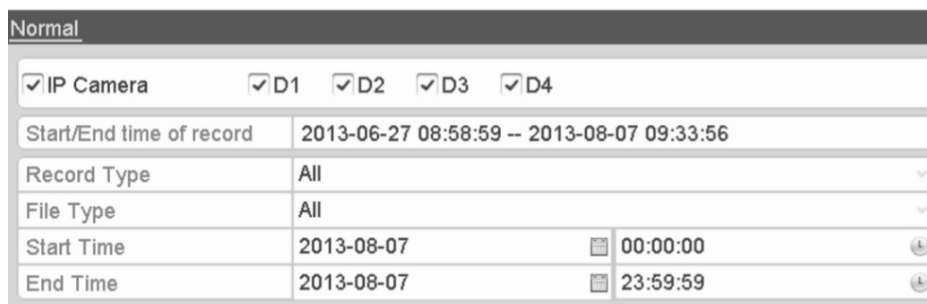 Normal
IP Camera D1 D2 D3 D4
Start/End time of record 2013-06-27 08:58:59 -- 2013-08-07 09:33:56
Record Type All
File Type All
Start Time 2013-08-07 00:00:00
End Time 2013-08-07 23:59:59